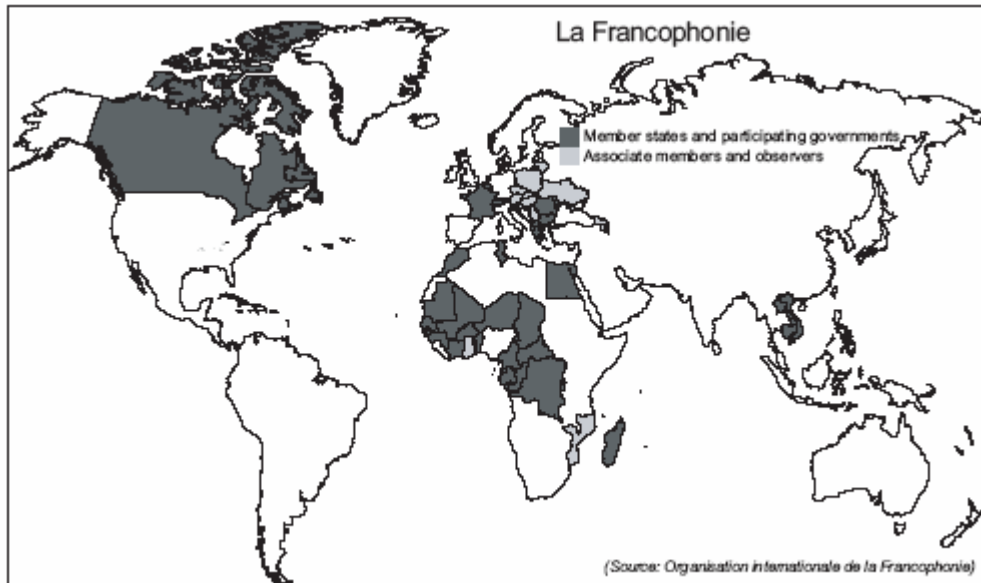 La Francophonie
Member states and participating governments
Associate members and observers
(Source: Organisation internationale de la Francophonie)